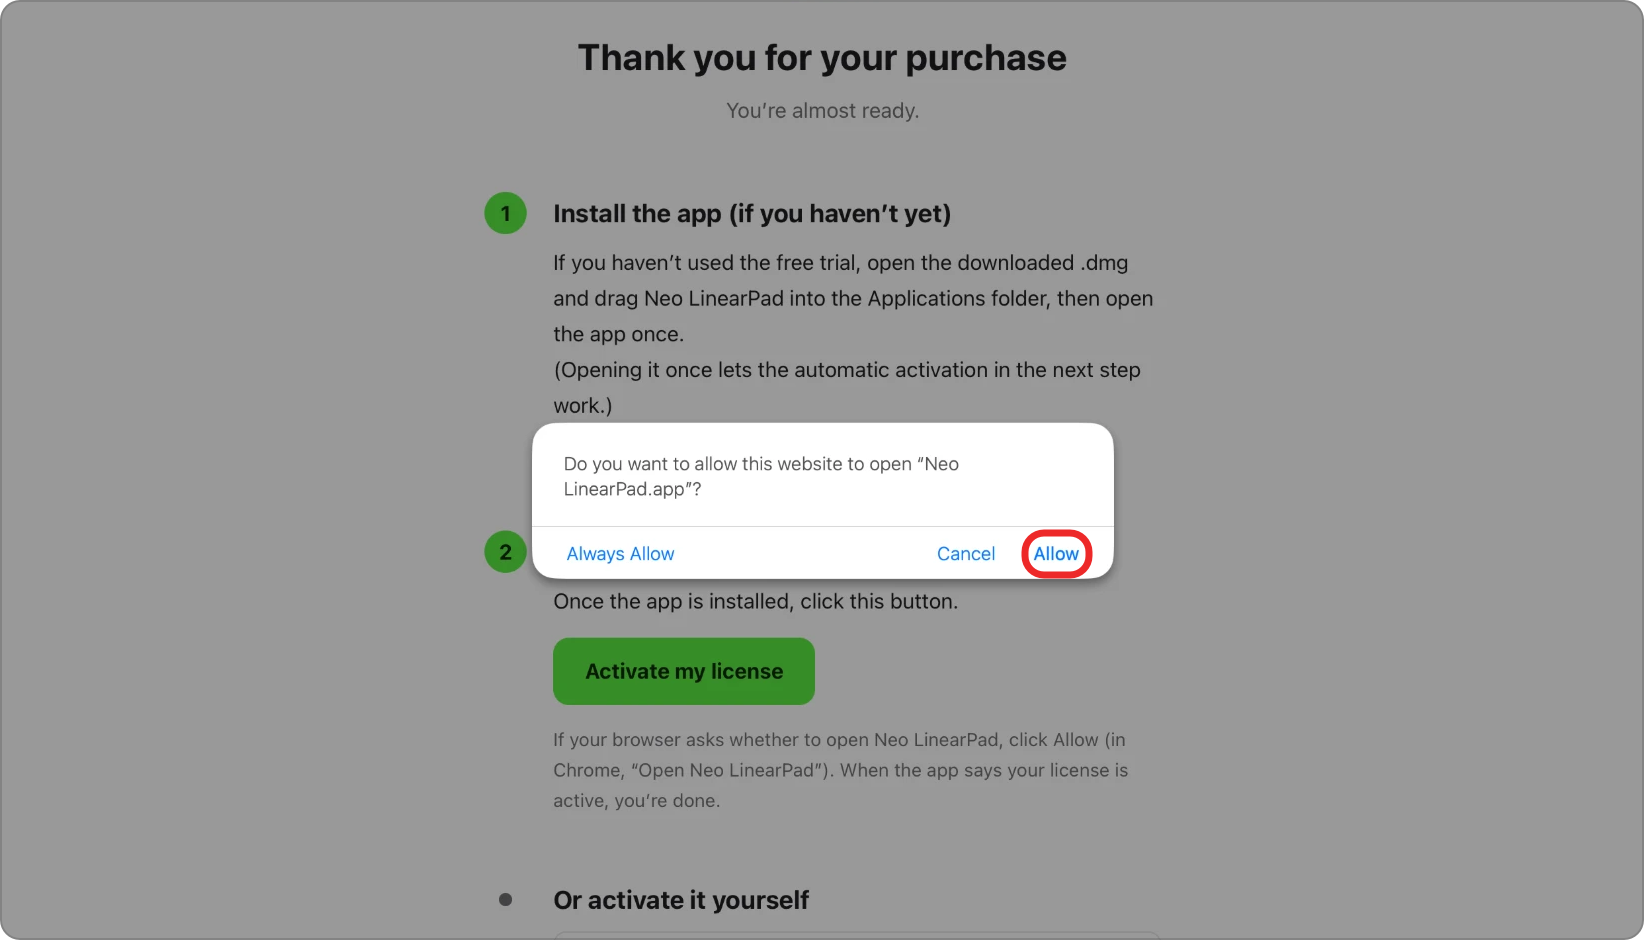 Thank you for your purchase
You’re almost ready.
1
Install the app (if you haven’t yet)
If you haven’t used the free trial, open the downloaded .dmg
and drag Neo LinearPad into the Applications folder, then open
the app once.
(Opening it once lets the automatic activation in the next step
work.)
Do you want to allow this website to open “Neo
LinearPad.app”?
Always Allow
Cancel
Allow
2
Once the app is installed, click this button.
Activate my license
If your browser asks whether to open Neo LinearPad, click Allow (in
Chrome, “Open Neo LinearPad”). When the app says your license is
active, you’re done.
Or activate it yourself